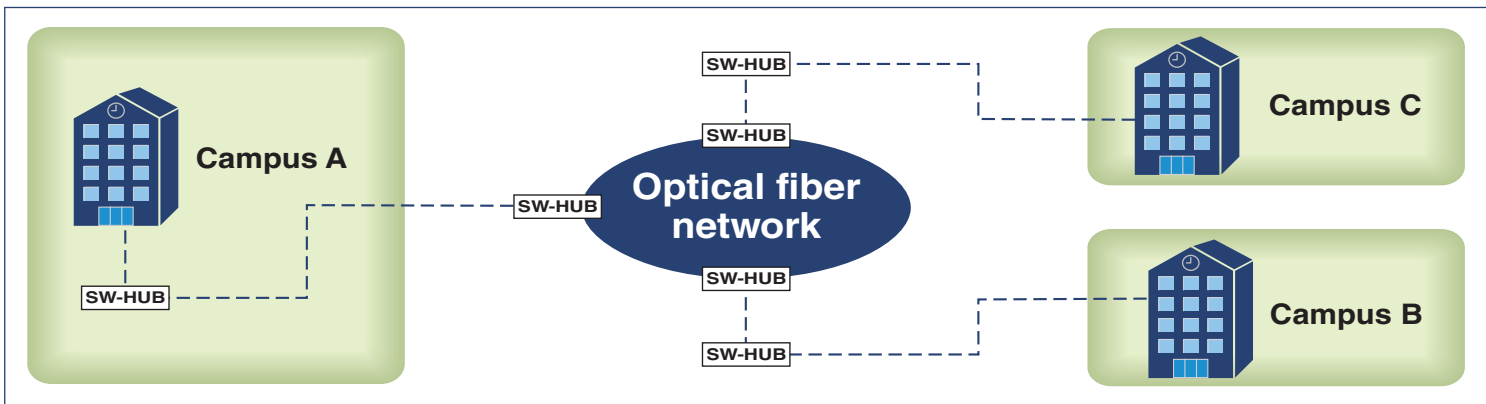 SW-HUB
Campus C
SW-HUB
Campus A
Optical fiber
network
SW-HUB
SW-HUB
SW-HUB
Campus B
SW-HUB